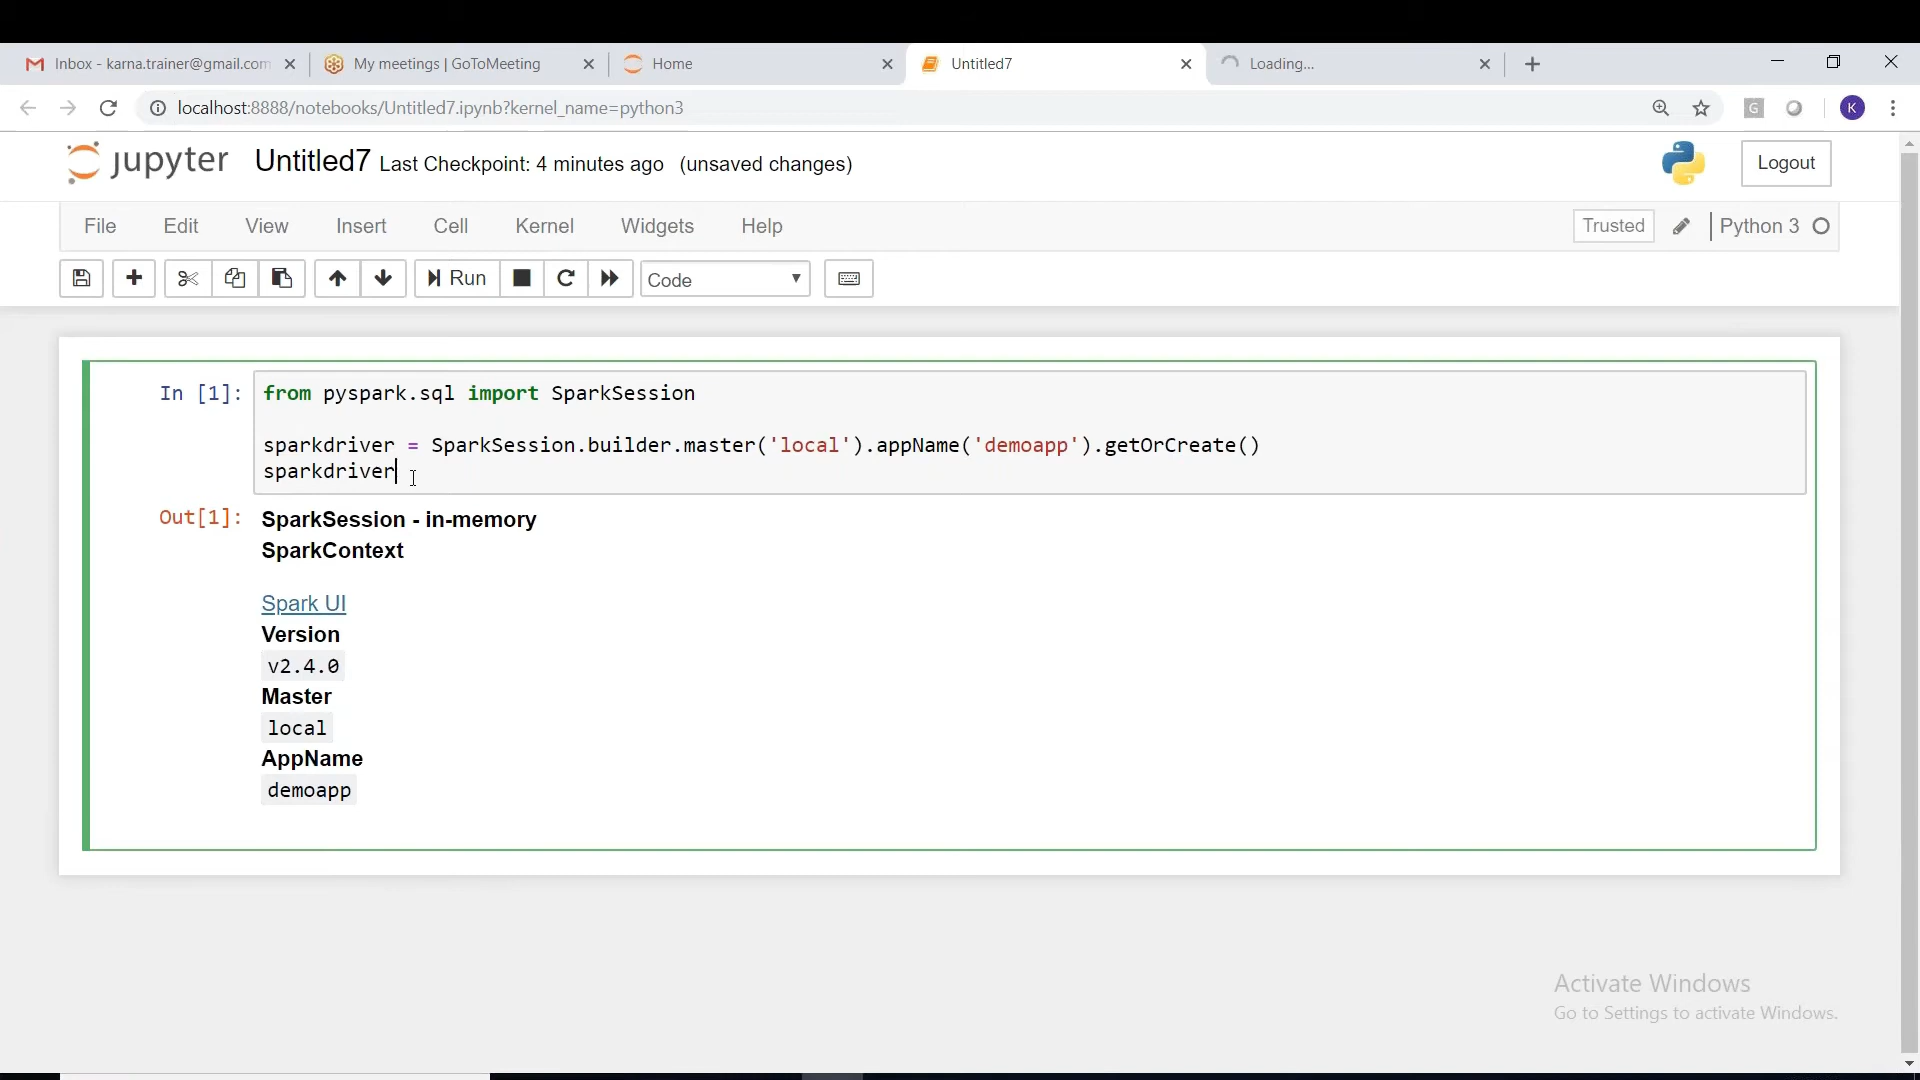 Inbox - karna.trainer@gmail.com
My meetings | GoToMeeting
Home
Untitled7
Loading...
localhost:8888/notebooks/Untitled7.ipynb?kernel_name=python3
G
K
jupyter Untitled7 Last Checkpoint: 4 minutes ago (unsaved changes)
Logout
File Edit View Insert Cell Kernel Widgets Help
Trusted
Python 3
Run
Code
In [1]: from pyspark.sql import SparkSession
sparkdriver = SparkSession.builder.master('local').appName('demoapp').getOrCreate()
sparkdriver
Out[1]: SparkSession - in-memory
SparkContext
Spark UI
Version
v2.4.0
Master
local
AppName
demoapp
Activate Windows
Go to Settings to activate Windows.